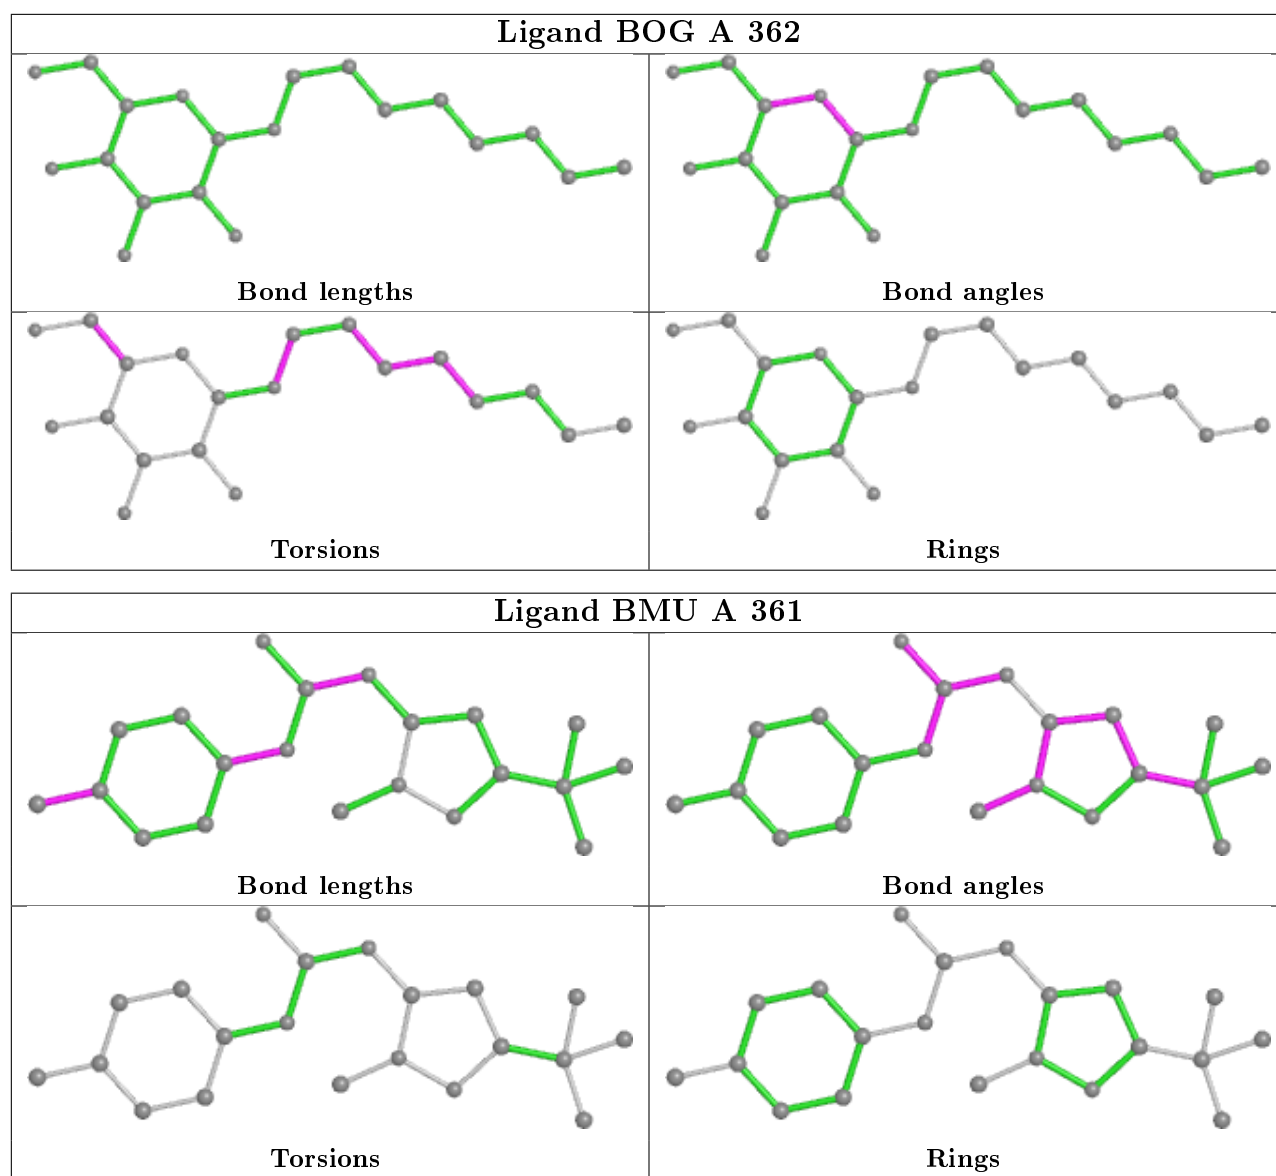 Ligand BOG A 362
Bond lengths
Bond angles
Torsions
Rings
Ligand BMU A 361
Bond lengths
Bond angles
Torsions
Rings